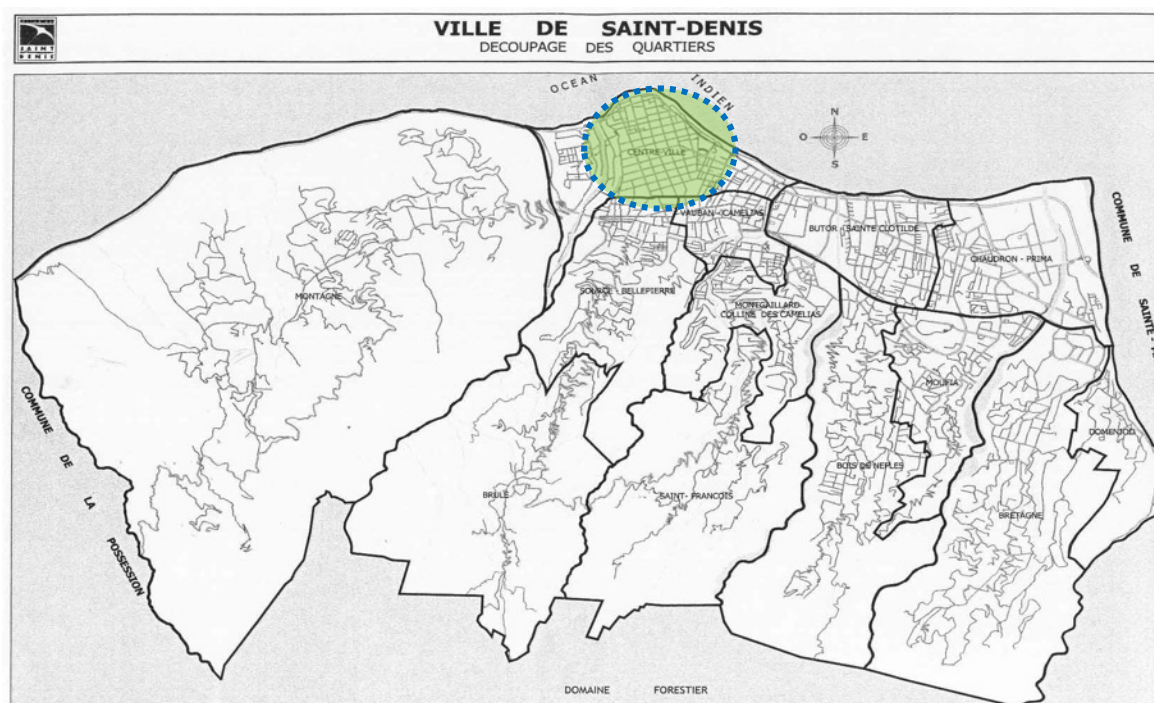 SAINT
DENIS
VILLE DE SAINT-DENIS
DECOUPAGE DES QUARTIERS
OCEAN INDIEN
N
O E
S
CENTRE-VILLE
VAUBAN - CAMELIAS
BUTOR - SAINTE CLOTILDE
CHAUDRON - PRIMA
COMMUNE DE SAINTE-
MONTAGNE
SOURCE - BELLEPIERRE
MONTGAILLARD
COLLINE DES CAMELIAS
MOUFIA
DOMENJOD
COMMUNE DE LA POSSESSION
BRULE
SAINT- FRANCOIS
BOIS DE NEFLES
BRETAGNE
DOMAINE FORESTIER